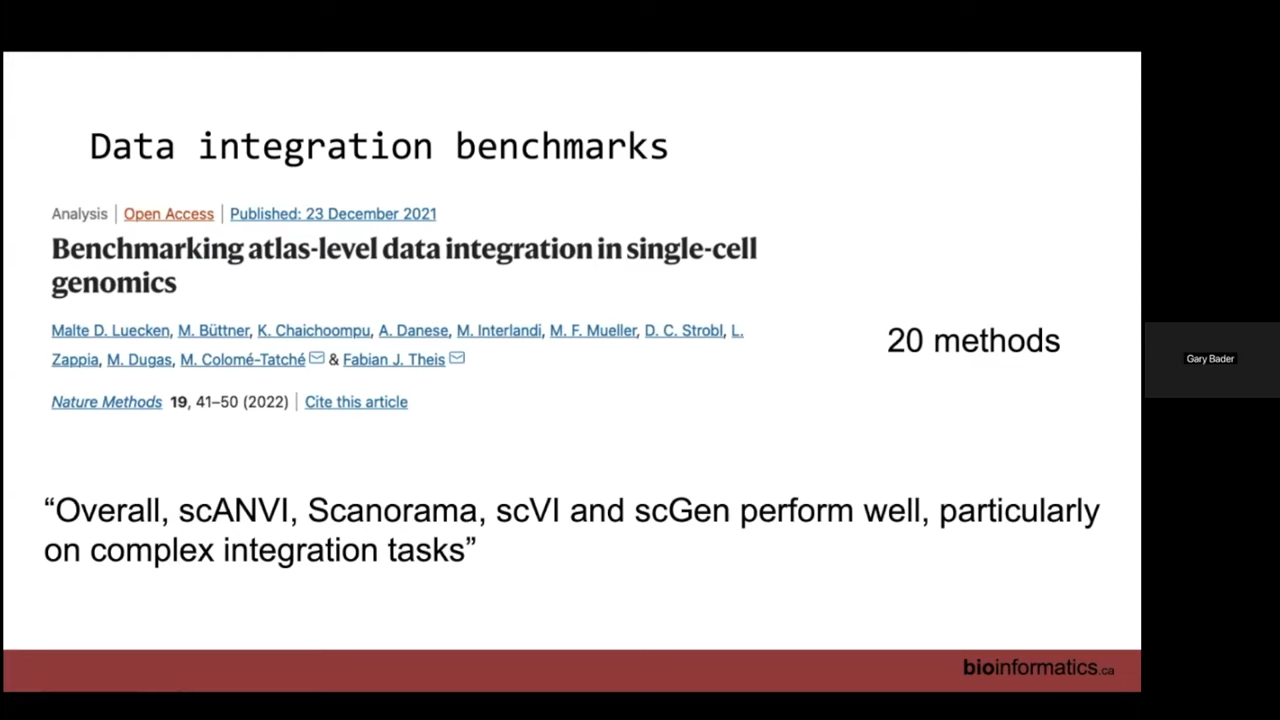 Data integration benchmarks
Analysis | Open Access | Published: 23 December 2021
Benchmarking atlas-level data integration in single-cell
genomics
Malte D. Luecken, M. Büttner, K. Chaichoompu, A. Danese, M. Interlandi, M. F. Mueller, D. C. Strobl, L.
Zappia, M. Dugas, M. Colomé-Tatché & Fabian J. Theis
Nature Methods 19, 41–50 (2022) | Cite this article
20 methods
Gary Bader
“Overall, scANVI, Scanorama, scVI and scGen perform well, particularly
on complex integration tasks”
bioinformatics.ca